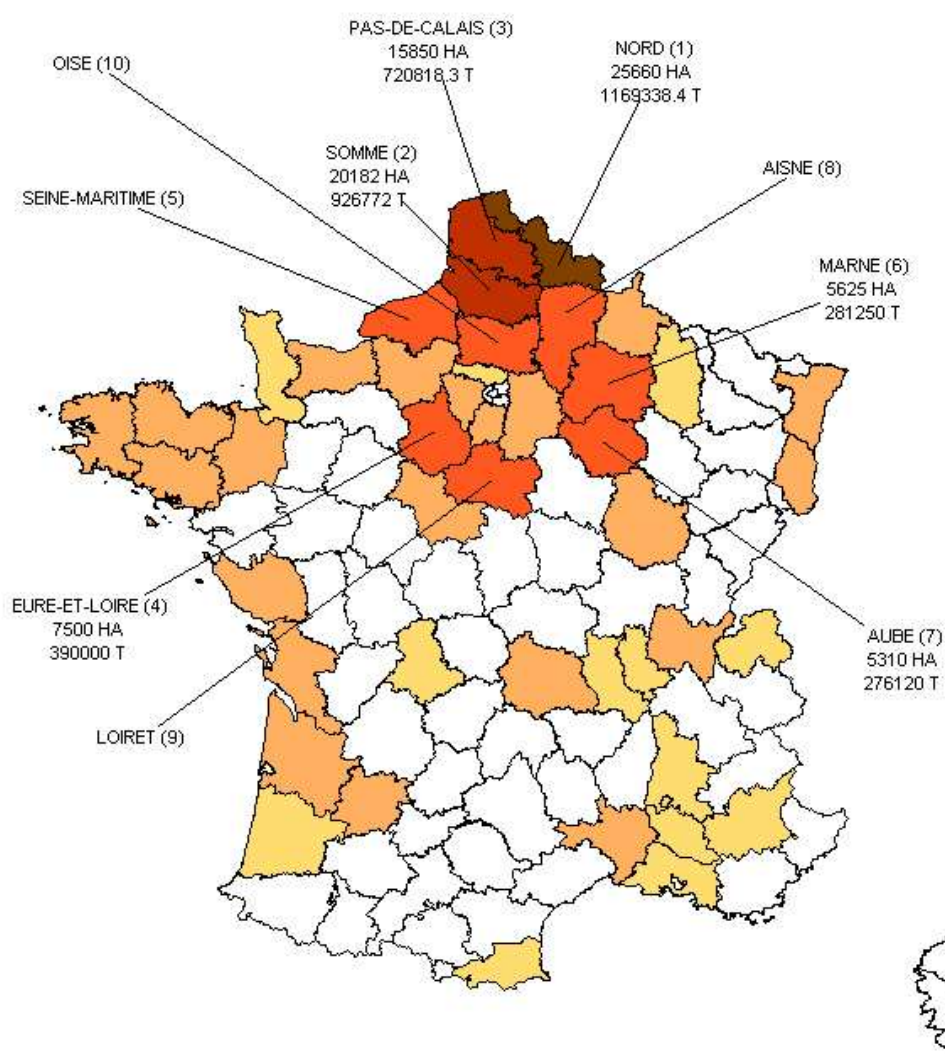 PAS-DE-CALAIS (3)
15850 HA
720818.3 T
NORD (1)
25660 HA
1169338.4 T
OISE (10)
SOMME (2)
20182 HA
926772 T
AISNE (8)
SEINE-MARITIME (5)
MARNE (6)
5625 HA
281250 T
EURE-ET-LOIRE (4)
7500 HA
390000 T
AUBE (7)
5310 HA
276120 T
LOIRET (9)